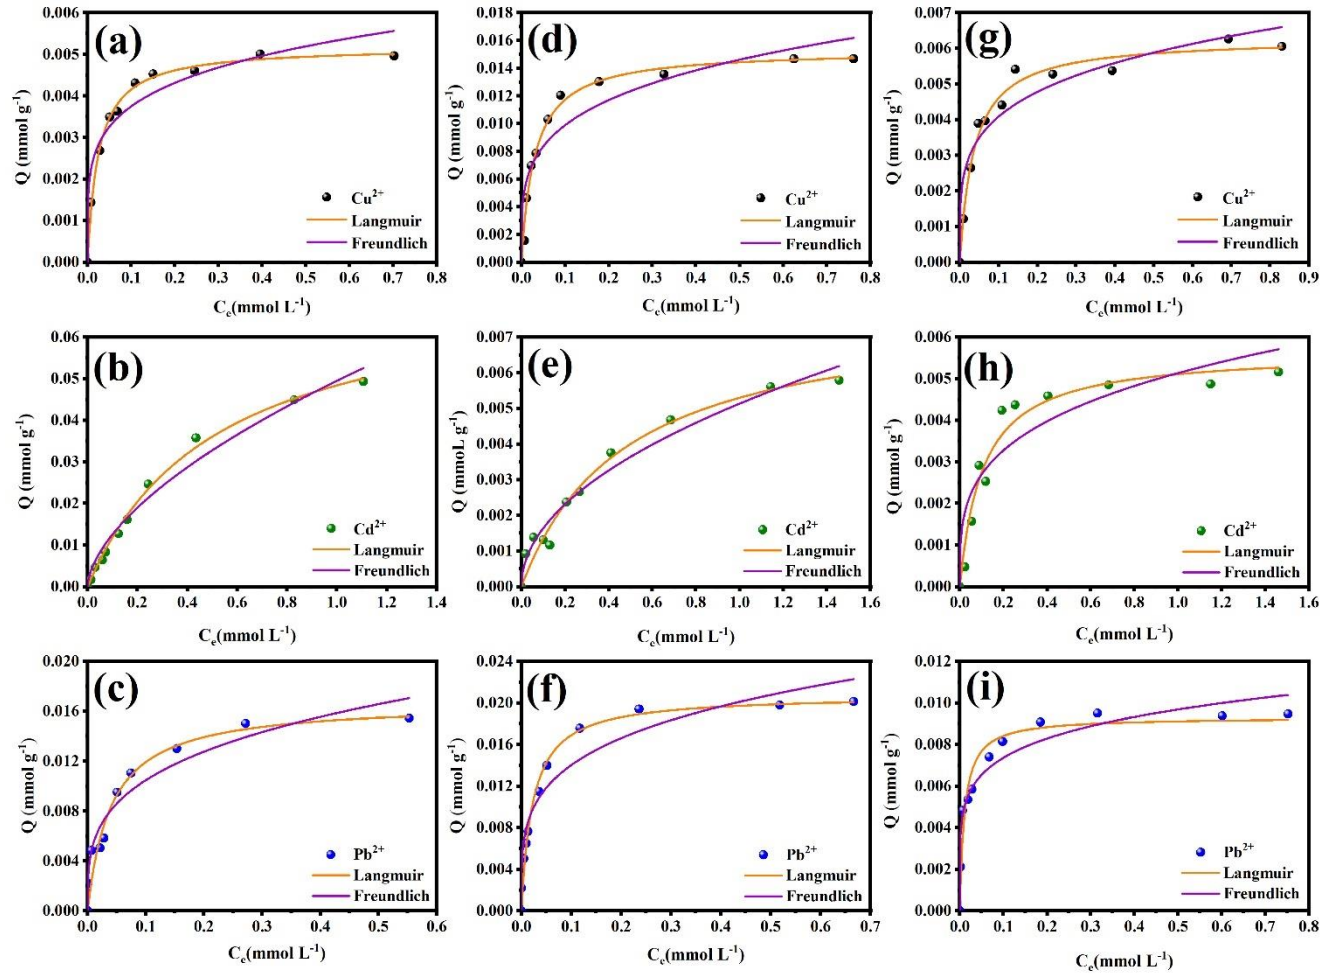 (a)
Q (mmol g⁻¹)
0.006
0.005
0.004
0.003
0.002
0.001
0.000
Cu²⁺
Langmuir
Freundlich
0.0 0.1 0.2 0.3 0.4 0.5 0.6 0.7 0.8
Cₑ(mmol L⁻¹)
(d)
Q (mmol g⁻¹)
0.018
0.016
0.014
0.012
0.010
0.008
0.006
0.004
0.002
0.000
Cu²⁺
Langmuir
Freundlich
0.0 0.1 0.2 0.3 0.4 0.5 0.6 0.7 0.8
Cₑ(mmol L⁻¹)
(g)
Q (mmol g⁻¹)
0.007
0.006
0.005
0.004
0.003
0.002
0.001
0.000
Cu²⁺
Langmuir
Freundlich
0.0 0.1 0.2 0.3 0.4 0.5 0.6 0.7 0.8 0.9
Cₑ(mmol L⁻¹)
(b)
Q (mmol g⁻¹)
0.06
0.05
0.04
0.03
0.02
0.01
0.00
Cd²⁺
Langmuir
Freundlich
0.0 0.2 0.4 0.6 0.8 1.0 1.2 1.4
Cₑ(mmol L⁻¹)
(e)
Q (mmoL g⁻¹)
0.007
0.006
0.005
0.004
0.003
0.002
0.001
0.000
Cd²⁺
Langmuir
Freundlich
0.0 0.2 0.4 0.6 0.8 1.0 1.2 1.4 1.6
Cₑ(mmol L⁻¹)
(h)
Q (mmol g⁻¹)
0.006
0.005
0.004
0.003
0.002
0.001
0.000
Cd²⁺
Langmuir
Freundlich
0.0 0.2 0.4 0.6 0.8 1.0 1.2 1.4 1.6
Cₑ(mmol L⁻¹)
(c)
Q (mmol g⁻¹)
0.020
0.016
0.012
0.008
0.004
0.000
Pb²⁺
Langmuir
Freundlich
0.0 0.1 0.2 0.3 0.4 0.5 0.6
Cₑ(mmol L⁻¹)
(f)
Q (mmol g⁻¹)
0.024
0.020
0.016
0.012
0.008
0.004
0.000
Pb²⁺
Langmuir
Freundlich
0.0 0.1 0.2 0.3 0.4 0.5 0.6 0.7
Cₑ(mmol L⁻¹)
(i)
Q (mmol g⁻¹)
0.012
0.010
0.008
0.006
0.004
0.002
0.000
Pb²⁺
Langmuir
Freundlich
0.0 0.1 0.2 0.3 0.4 0.5 0.6 0.7 0.8
Cₑ(mmol L⁻¹)